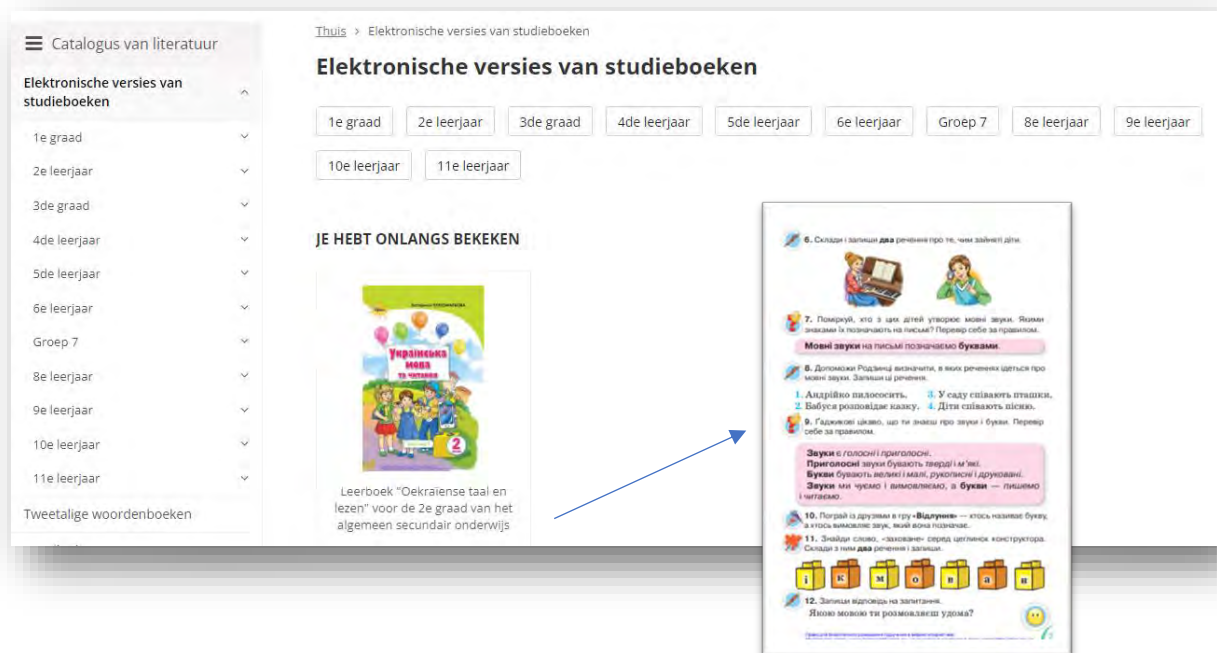 Catalogus van literatuur
Elektronische versies van
studieboeken
1e graad
2e leerjaar
3de graad
4de leerjaar
5de leerjaar
6e leerjaar
Groep 7
8e leerjaar
9e leerjaar
10e leerjaar
11e leerjaar
Tweetalige woordenboeken
Thuis > Elektronische versies van studieboeken
Elektronische versies van studieboeken
1e graad 2e leerjaar 3de graad 4de leerjaar 5de leerjaar 6e leerjaar Groep 7 8e leerjaar 9e leerjaar
10e leerjaar 11e leerjaar
JE HEBT ONLANGS BEKEKEN
Українська
мова
та читання
2
Leerboek "Oekraïense taal en
lezen" voor de 2e graad van het
algemeen secundair onderwijs
6. Склади і запиши два речення про те, чим зайняті діти.
7. Поміркуй, хто з цих дітей утворює мовні звуки. Якими
знаками їх позначають на письмі? Перевір себе за правилом.
Мовні звуки на письмі позначаємо буквами.
8. Допоможи Родзинці визначити, в яких реченнях ідеться про
мовні звуки. Запиши ці речення.
1. Андрійко пилососить. 3. У саду співають пташки.
2. Бабуся розповідає казку. 4. Діти співають пісню.
9. Ґаджикові цікаво, що ти знаєш про звуки і букви. Перевір
себе за правилом.
Звуки є голосні і приголосні.
Приголосні звуки бувають тверді і м'які.
Букви бувають великі і малі, рукописні і друковані.
Звуки ми чуємо і вимовляємо, а букви — пишемо
і читаємо.
10. Пограй із друзями в гру «Відлуння» — хтось називає букву,
а хтось вимовляє звук, який вона позначає.
11. Знайди слово, «заховане» серед цеглинок конструктора.
Склади з ним два речення і запиши.
і к м о в а н
12. Запиши відповідь на запитання.
Якою мовою ти розмовляєш удома?